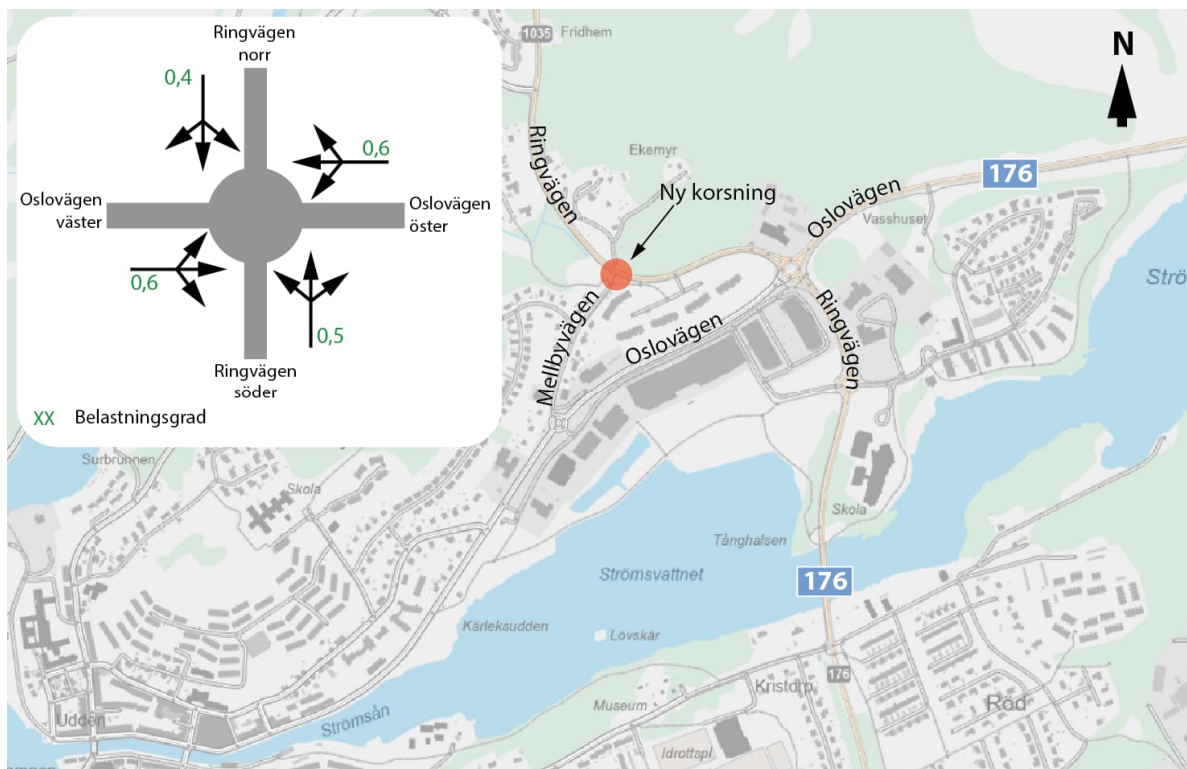 Ringvägen
norr
0,4
0,6
Oslovägen
väster
Oslovägen
öster
0,6
0,5
Ringvägen
söder
XX Belastningsgrad
1035
Fridhem
N
Ringvägen
Ekemyr
176
Ny korsning
Oslovägen
Vasshuset
Strö
Mellbyvägen
Oslovägen
Ringvägen
Surbrunnen
Skola
Skola
Tånghalsen
Strömsvattnet
176
Kärleksudden
Lövskär
176
Museum
Kristorp
Röd
Udden
Strömsån
Idrottspl.